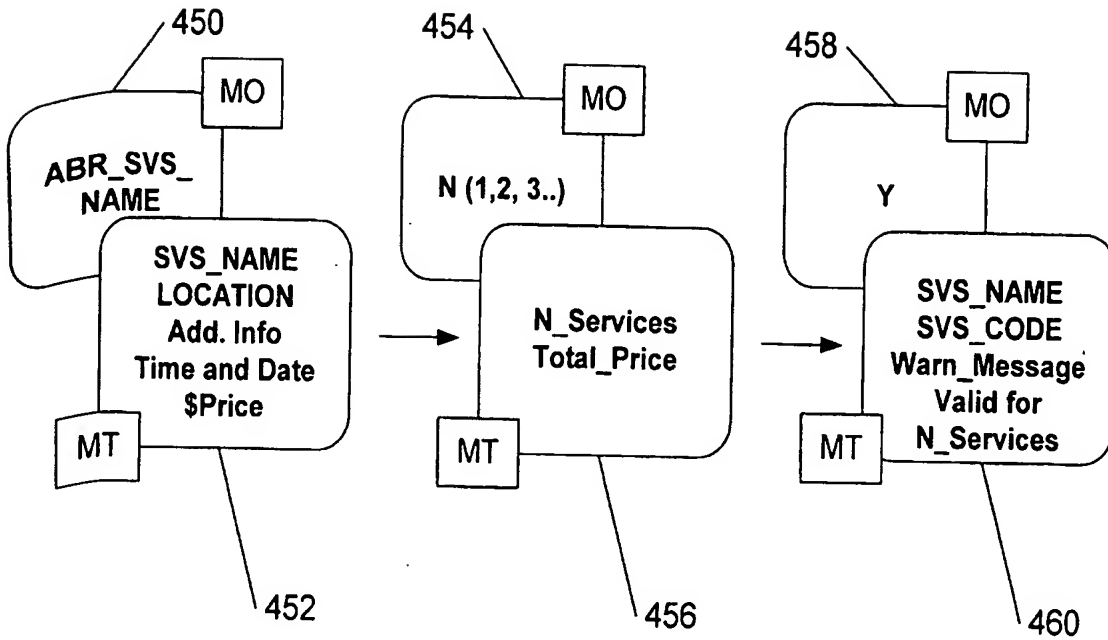 450
MO
ABR_SVS_
NAME
SVS_NAME
LOCATION
Add. Info
Time and Date
$Price
MT
452
454
MO
N (1,2, 3..)
N_Services
Total_Price
MT
456
458
MO
Y
SVS_NAME
SVS_CODE
Warn_Message
Valid for
N_Services
MT
460